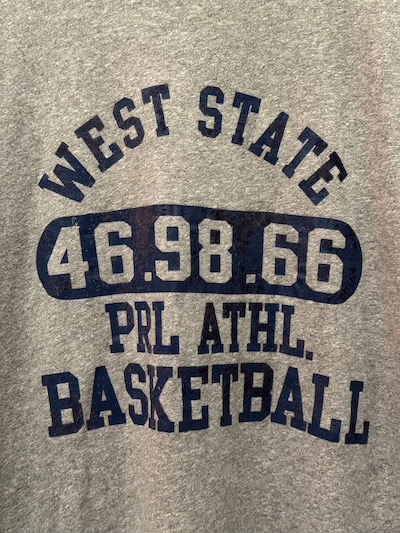 WEST STATE
46.98.66
PRL ATHL.
BASKETBALL